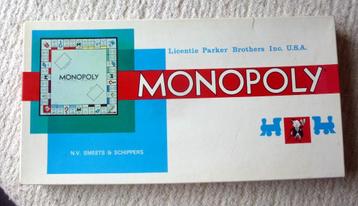 Licentie Parker Brothers Inc. U.S.A.
MONOPOLY
MONOPOLY
N.V. SMEETS & SCHIPPERS